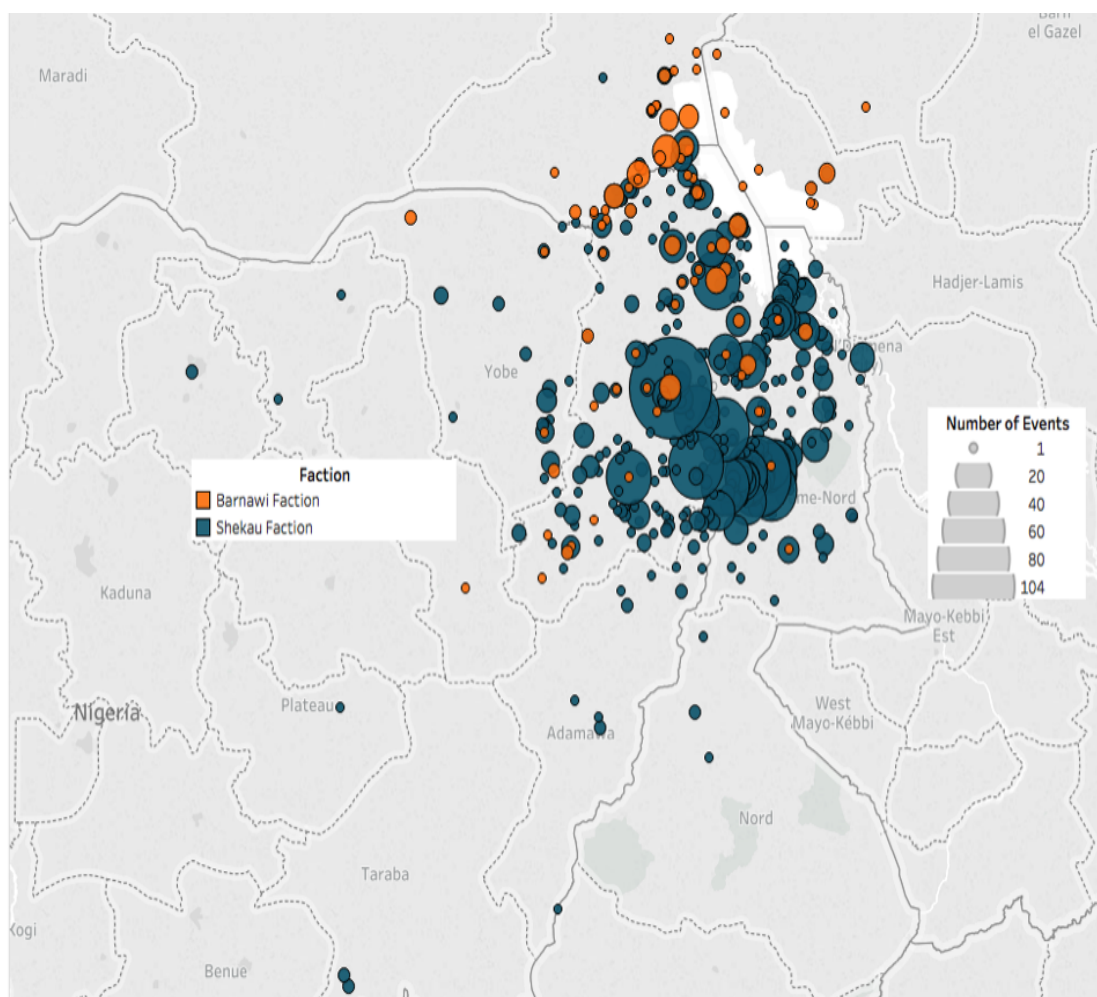 Barh
el Gazel
Maradi
Hadjer-Lamis
Yobe
Number of Events
1
20
40
60
80
104
Faction
Barnawi Faction
Shekau Faction
Kaduna
Mayo-Kebbi
Est
Nigeria
Plateau
West
Mayo-Kébbi
Adamawa
Nord
Taraba
Kogi
Benue